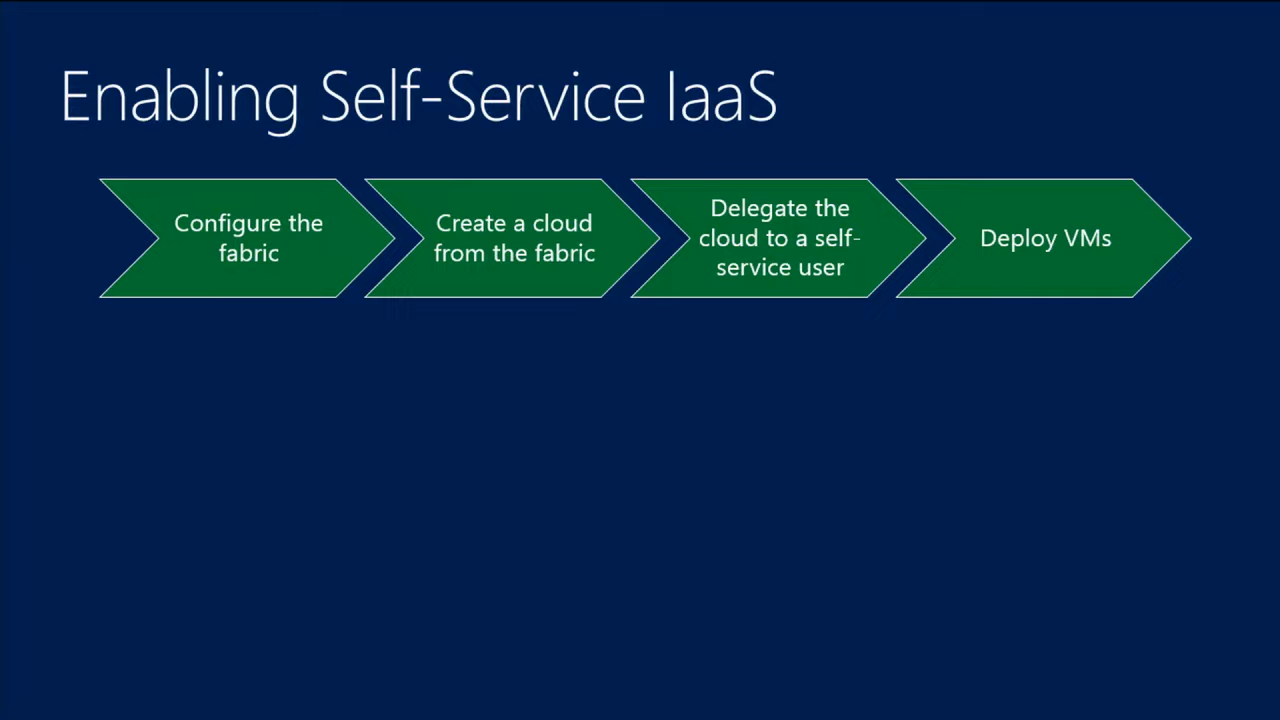 Enabling Self-Service IaaS
Configure the
fabric
Create a cloud
from the fabric
Delegate the
cloud to a self-
service user
Deploy VMs